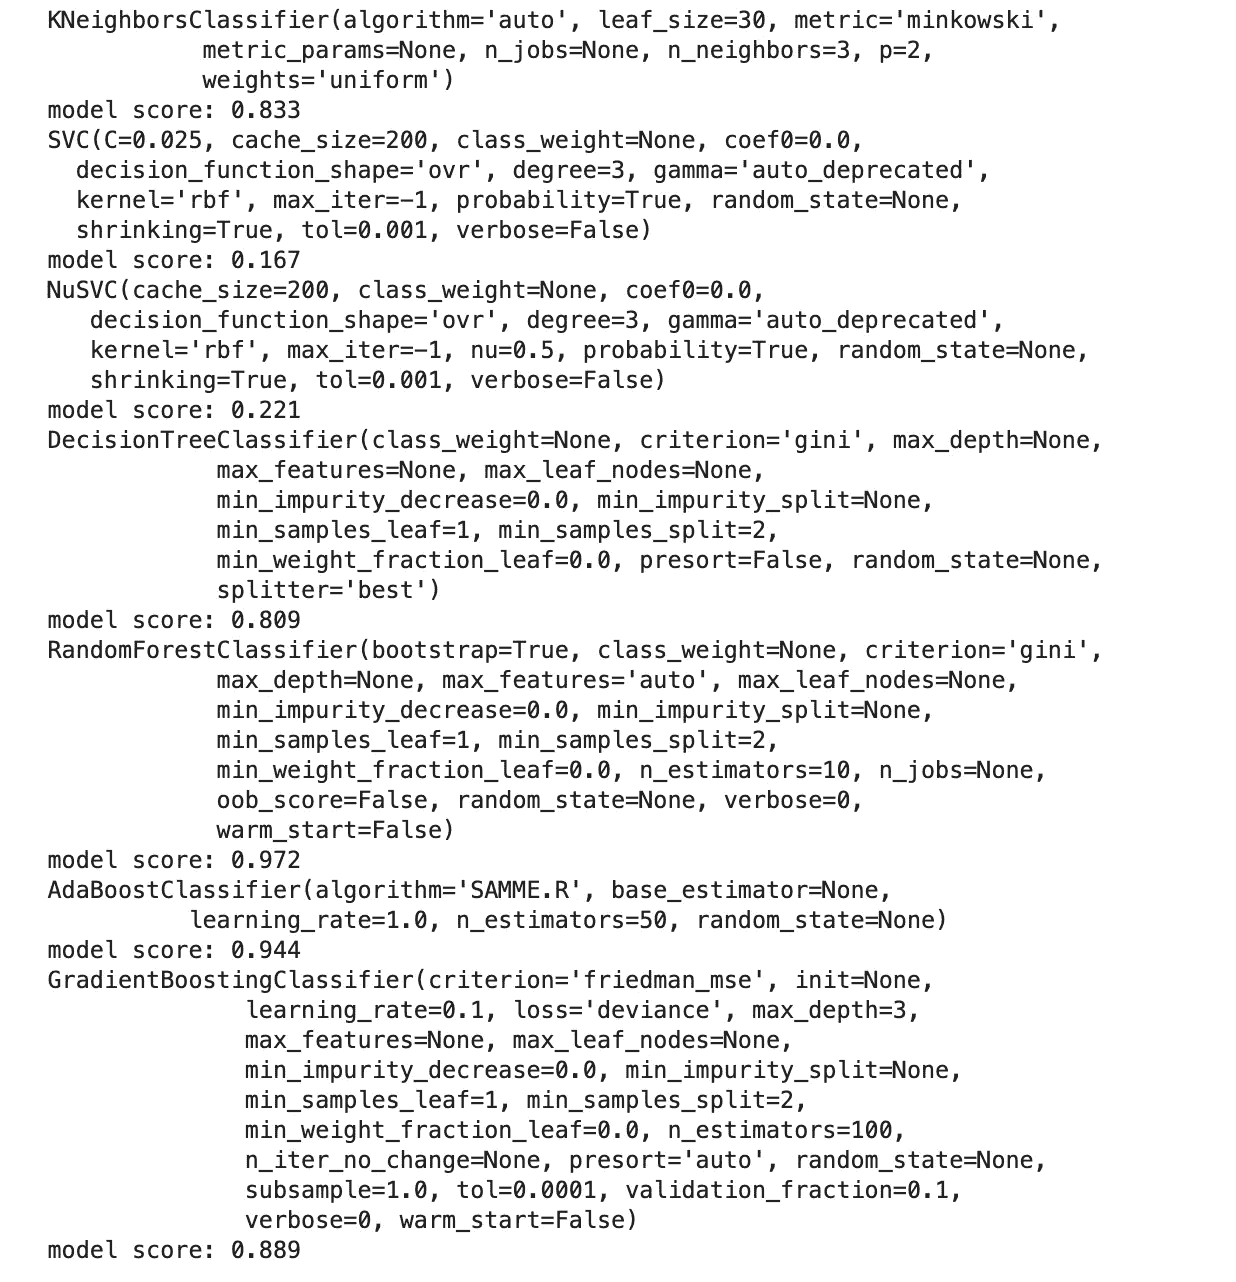 KNeighborsClassifier(algorithm='auto', leaf_size=30, metric='minkowski',
metric_params=None, n_jobs=None, n_neighbors=3, p=2,
weights='uniform')
model score: 0.833
SVC(C=0.025, cache_size=200, class_weight=None, coef0=0.0,
decision_function_shape='ovr', degree=3, gamma='auto_deprecated',
kernel='rbf', max_iter=-1, probability=True, random_state=None,
shrinking=True, tol=0.001, verbose=False)
model score: 0.167
NuSVC(cache_size=200, class_weight=None, coef0=0.0,
decision_function_shape='ovr', degree=3, gamma='auto_deprecated',
kernel='rbf', max_iter=-1, nu=0.5, probability=True, random_state=None,
shrinking=True, tol=0.001, verbose=False)
model score: 0.221
DecisionTreeClassifier(class_weight=None, criterion='gini', max_depth=None,
max_features=None, max_leaf_nodes=None,
min_impurity_decrease=0.0, min_impurity_split=None,
min_samples_leaf=1, min_samples_split=2,
min_weight_fraction_leaf=0.0, presort=False, random_state=None,
splitter='best')
model score: 0.809
RandomForestClassifier(bootstrap=True, class_weight=None, criterion='gini',
max_depth=None, max_features='auto', max_leaf_nodes=None,
min_impurity_decrease=0.0, min_impurity_split=None,
min_samples_leaf=1, min_samples_split=2,
min_weight_fraction_leaf=0.0, n_estimators=10, n_jobs=None,
oob_score=False, random_state=None, verbose=0,
warm_start=False)
model score: 0.972
AdaBoostClassifier(algorithm='SAMME.R', base_estimator=None,
learning_rate=1.0, n_estimators=50, random_state=None)
model score: 0.944
GradientBoostingClassifier(criterion='friedman_mse', init=None,
learning_rate=0.1, loss='deviance', max_depth=3,
max_features=None, max_leaf_nodes=None,
min_impurity_decrease=0.0, min_impurity_split=None,
min_samples_leaf=1, min_samples_split=2,
min_weight_fraction_leaf=0.0, n_estimators=100,
n_iter_no_change=None, presort='auto', random_state=None,
subsample=1.0, tol=0.0001, validation_fraction=0.1,
verbose=0, warm_start=False)
model score: 0.889